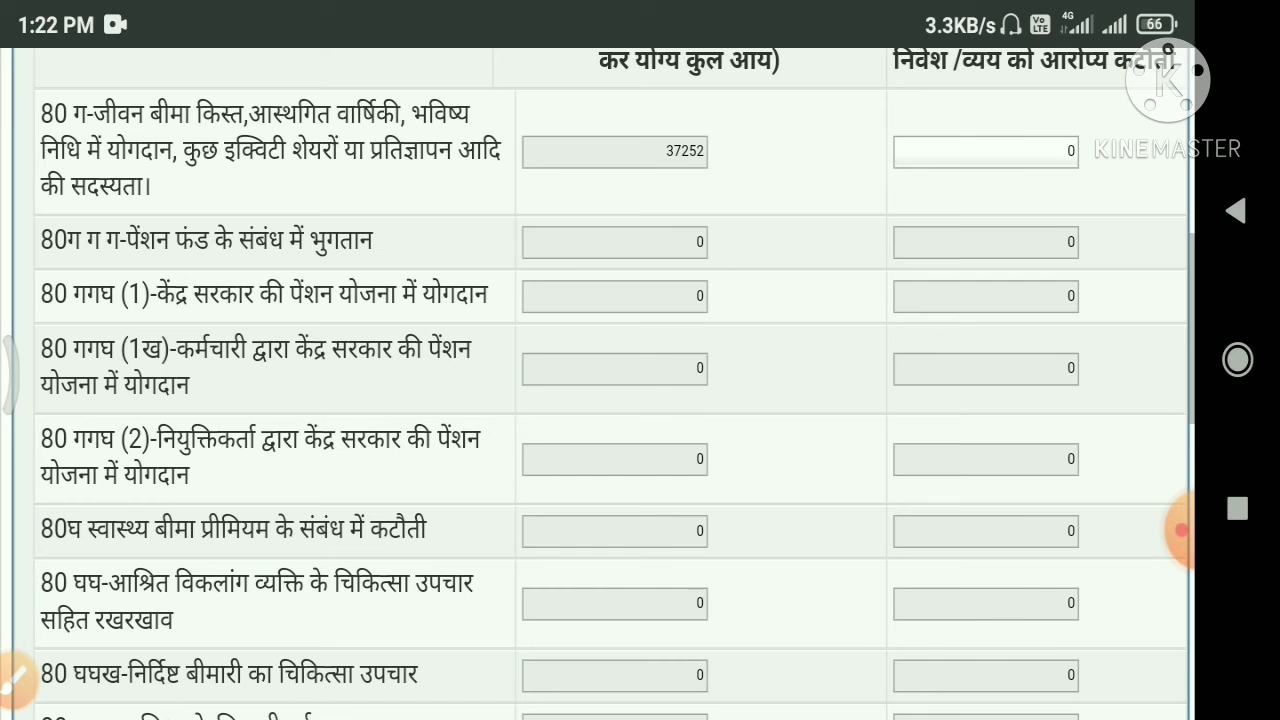 1:22 PM
3.3KB/s Vo LTE 4G 66
कर योग्य कुल आय)
निवेश /व्यय को आरोप्य कटौती
K
KINEMASTER
80 ग-जीवन बीमा किस्त,आस्थगित वार्षिकी, भविष्य
निधि में योगदान, कुछ इक्विटी शेयरों या प्रतिज्ञापन आदि
की सदस्यता।
37252
0
80ग ग ग-पेंशन फंड के संबंध में भुगतान
0
0
80 गगघ (1)-केंद्र सरकार की पेंशन योजना में योगदान
0
0
80 गगघ (1ख)-कर्मचारी द्वारा केंद्र सरकार की पेंशन
योजना में योगदान
0
0
80 गगघ (2)-नियुक्तिकर्ता द्वारा केंद्र सरकार की पेंशन
योजना में योगदान
0
0
80घ स्वास्थ्य बीमा प्रीमियम के संबंध में कटौती
0
0
80 घघ-आश्रित विकलांग व्यक्ति के चिकित्सा उपचार
सहित रखरखाव
0
0
80 घघख-निर्दिष्ट बीमारी का चिकित्सा उपचार
0
0